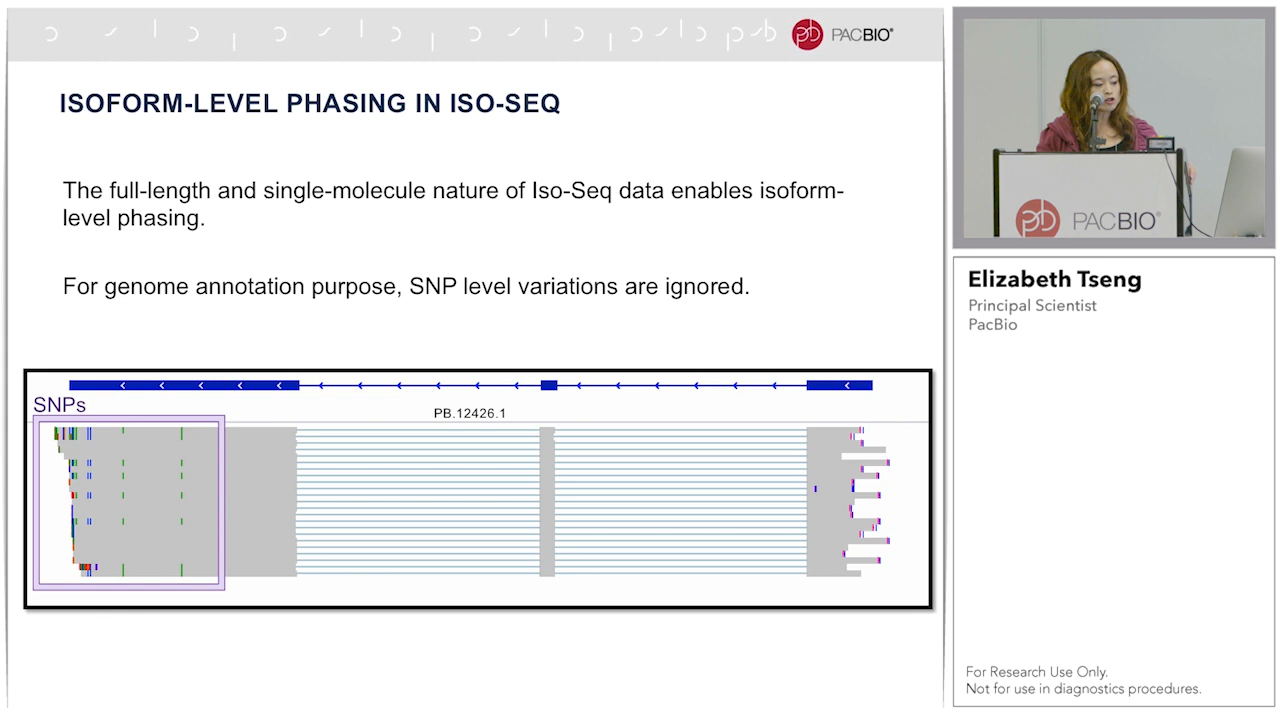 PACBIO®
ISOFORM-LEVEL PHASING IN ISO-SEQ
The full-length and single-molecule nature of Iso-Seq data enables isoform-
level phasing.
For genome annotation purpose, SNP level variations are ignored.
SNPs
PB.12426.1
PACBIO®
Elizabeth Tseng
Principal Scientist
PacBio
For Research Use Only.
Not for use in diagnostics procedures.